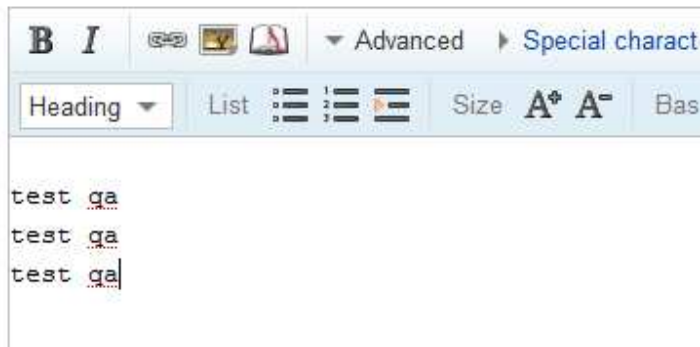 B I Advanced Special charact
Heading List Size A+ A- Bas
test qa
test qa
test qa